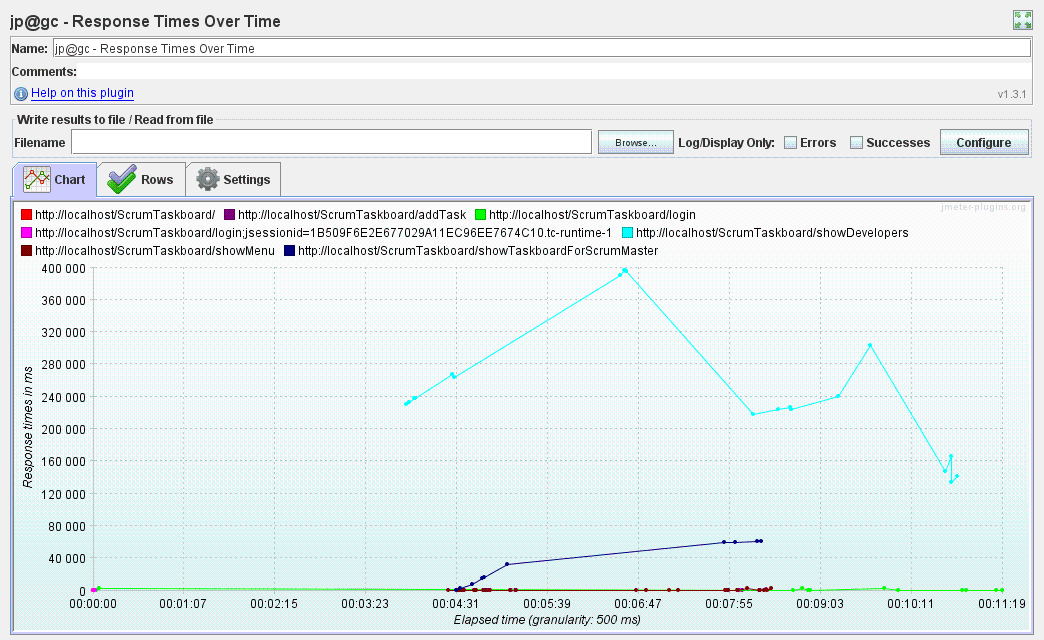 jp@gc - Response Times Over Time
Name: jp@gc - Response Times Over Time
Comments:
Help on this plugin
v1.3.1
Write results to file / Read from file
Filename Browse... Log/Display Only: Errors Successes Configure
Chart Rows Settings
jmeter-plugins.org
http://localhost/ScrumTaskboard/ http://localhost/ScrumTaskboard/addTask http://localhost/ScrumTaskboard/login
http://localhost/ScrumTaskboard/login;jsessionid=1B509F6E2E677029A11EC96EE7674C10.tc-runtime-1 http://localhost/ScrumTaskboard/showDevelopers
http://localhost/ScrumTaskboard/showMenu http://localhost/ScrumTaskboard/showTaskboardForScrumMaster
Response times in ms
400 000
360 000
320 000
280 000
240 000
200 000
160 000
120 000
80 000
40 000
0
00:00:00 00:01:07 00:02:15 00:03:23 00:04:31 00:05:39 00:06:47 00:07:55 00:09:03 00:10:11 00:11:19
Elapsed time (granularity: 500 ms)